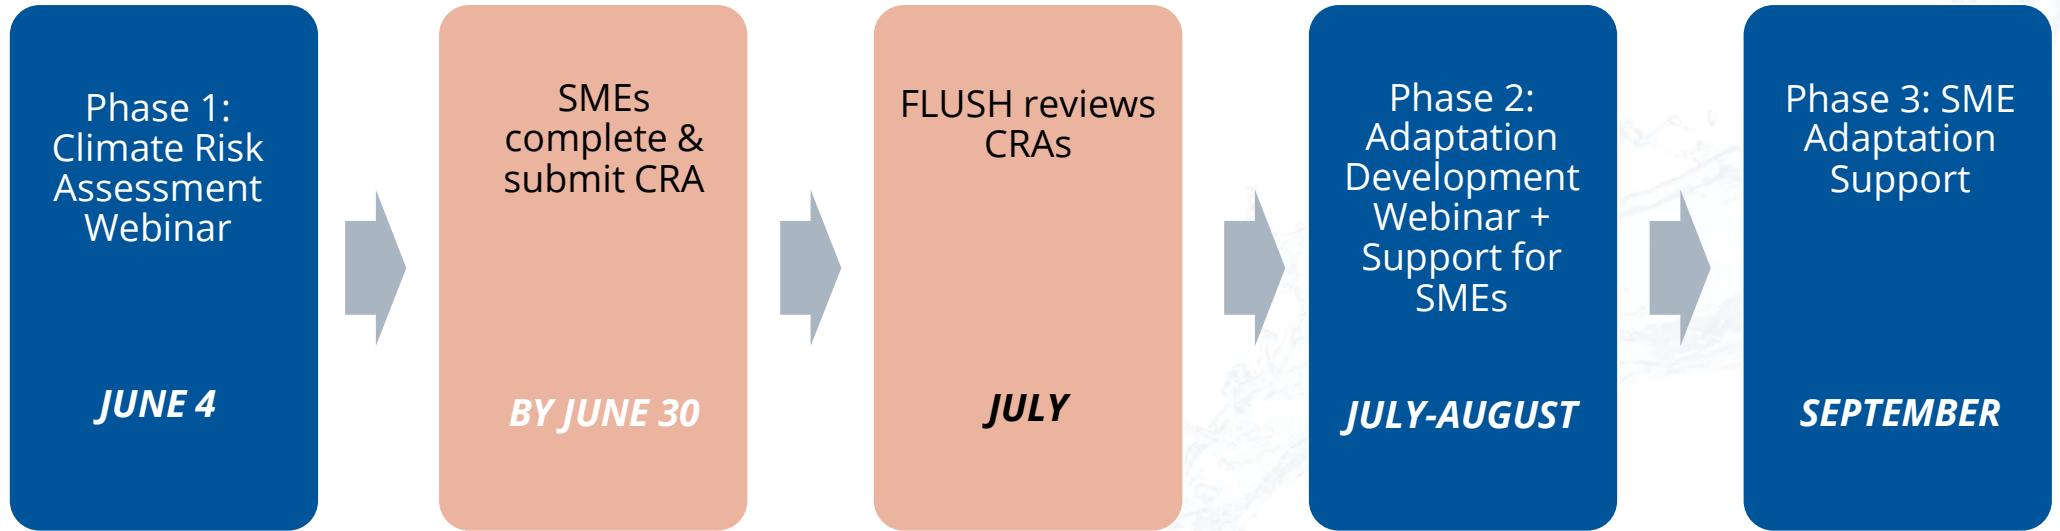 Phase 1:
Climate Risk
Assessment
Webinar
JUNE 4
SMEs
complete &
submit CRA
BY JUNE 30
FLUSH reviews
CRAs
JULY
Phase 2:
Adaptation
Development
Webinar +
Support for
SMEs
JULY-AUGUST
Phase 3: SME
Adaptation
Support
SEPTEMBER